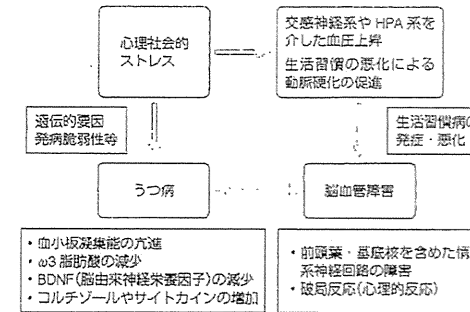 心理社会的
ストレス
交感神経系や HPA 系を
介した血圧上昇
生活習慣の悪化による
動脈硬化の促進
遺伝的要因
発病脆弱性等
生活習慣病の
発症・悪化
うつ病
脳血管障害
・血小板凝集能の亢進
・ω3 脂肪酸の減少
・BDNF(脳由来神経栄養因子)の減少
・コルチゾールやサイトカインの増加
・前頭葉・基底核を含めた情
系神経回路の障害
・破局反応(心理的反応)